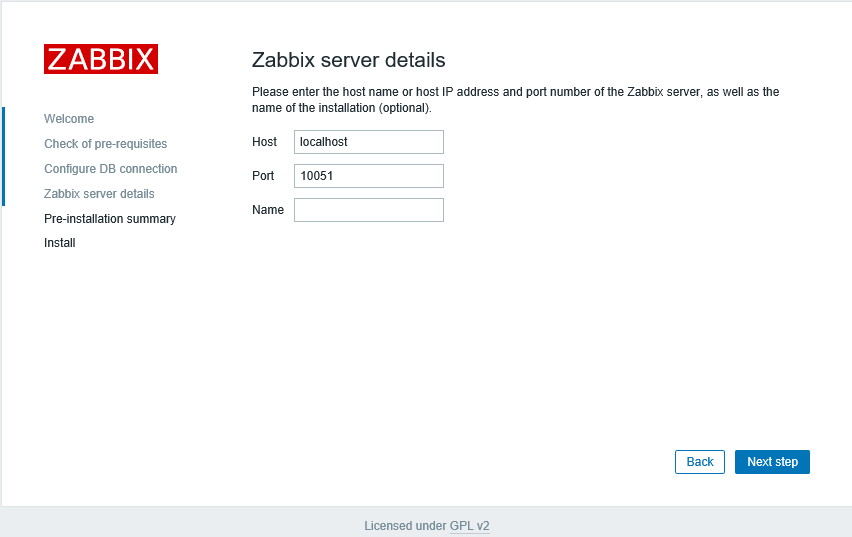 ZABBIX
Welcome
Check of pre-requisites
Configure DB connection
Zabbix server details
Pre-installation summary
Install
Zabbix server details
Please enter the host name or host IP address and port number of the Zabbix server, as well as the
name of the installation (optional).
Host localhost
Port 10051
Name
Back Next step
Licensed under GPL v2